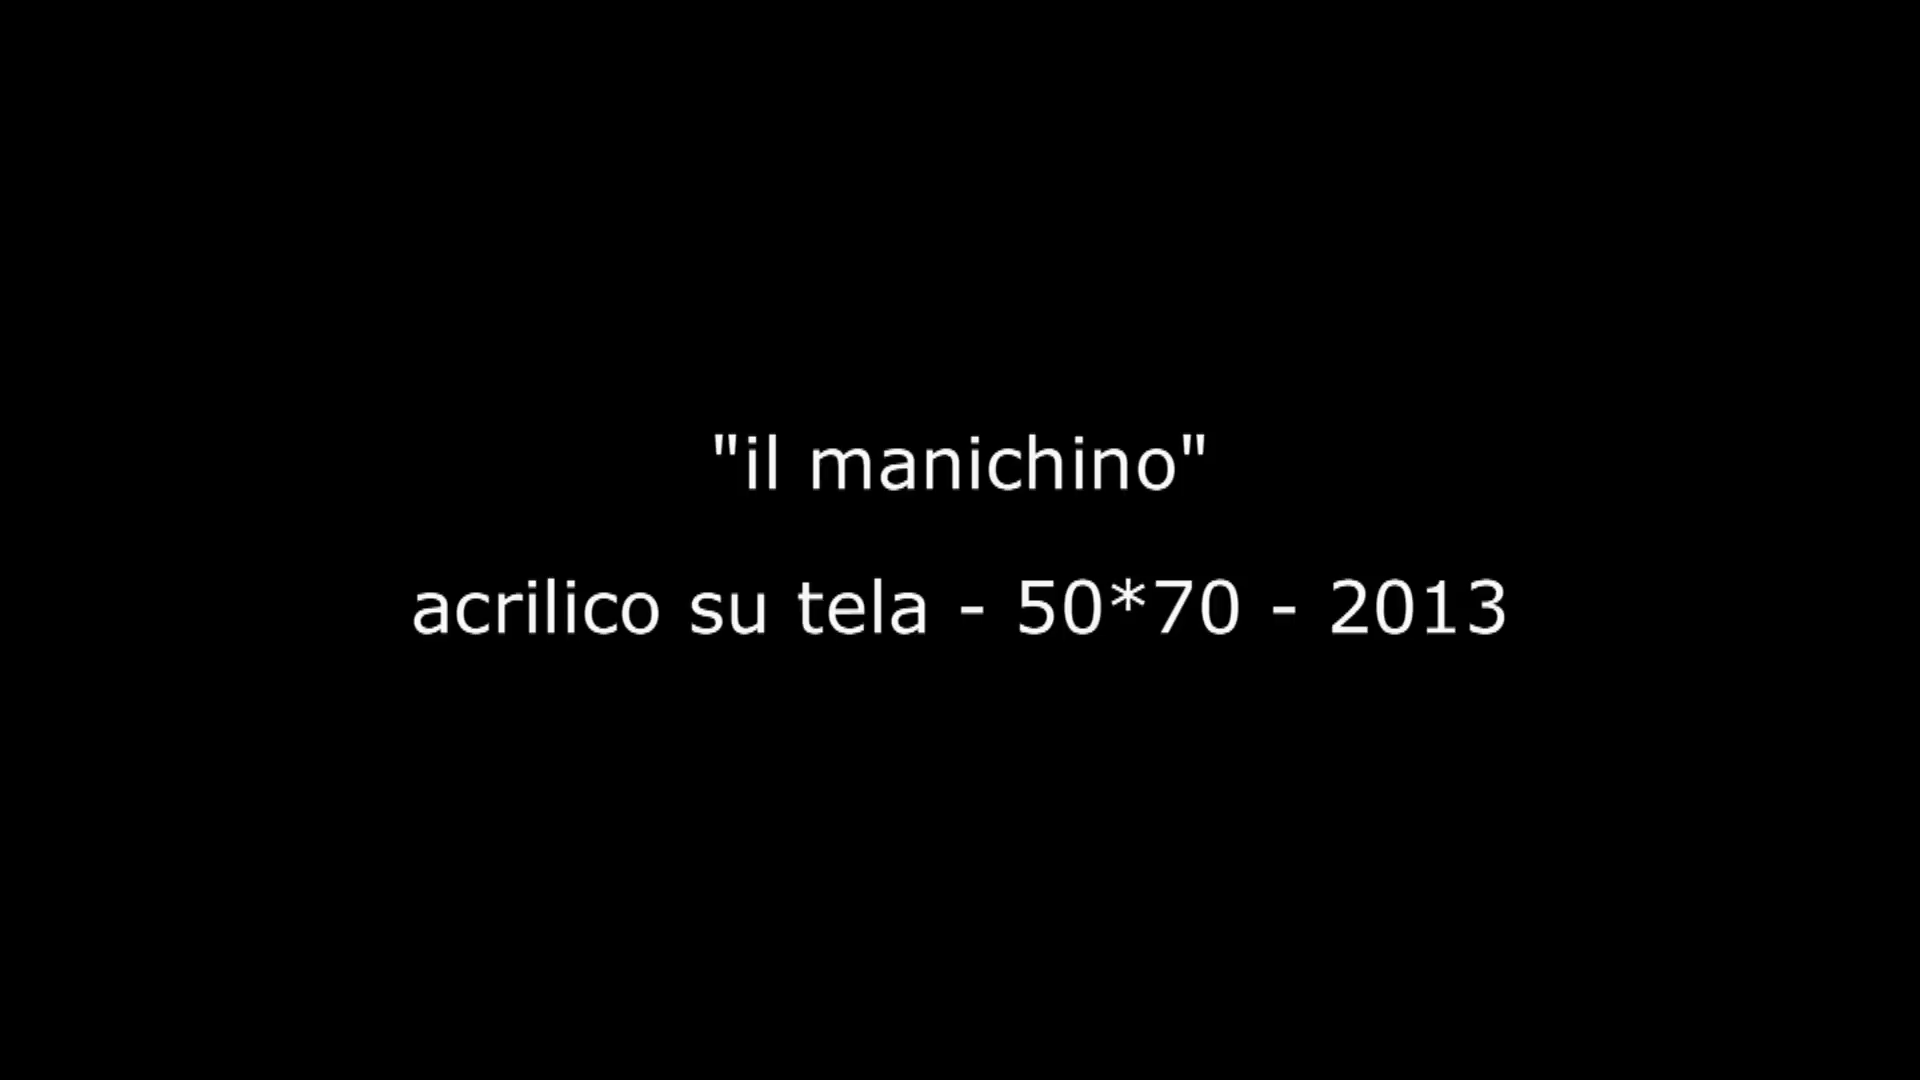 "il manichino"
acrilico su tela - 50*70 - 2013